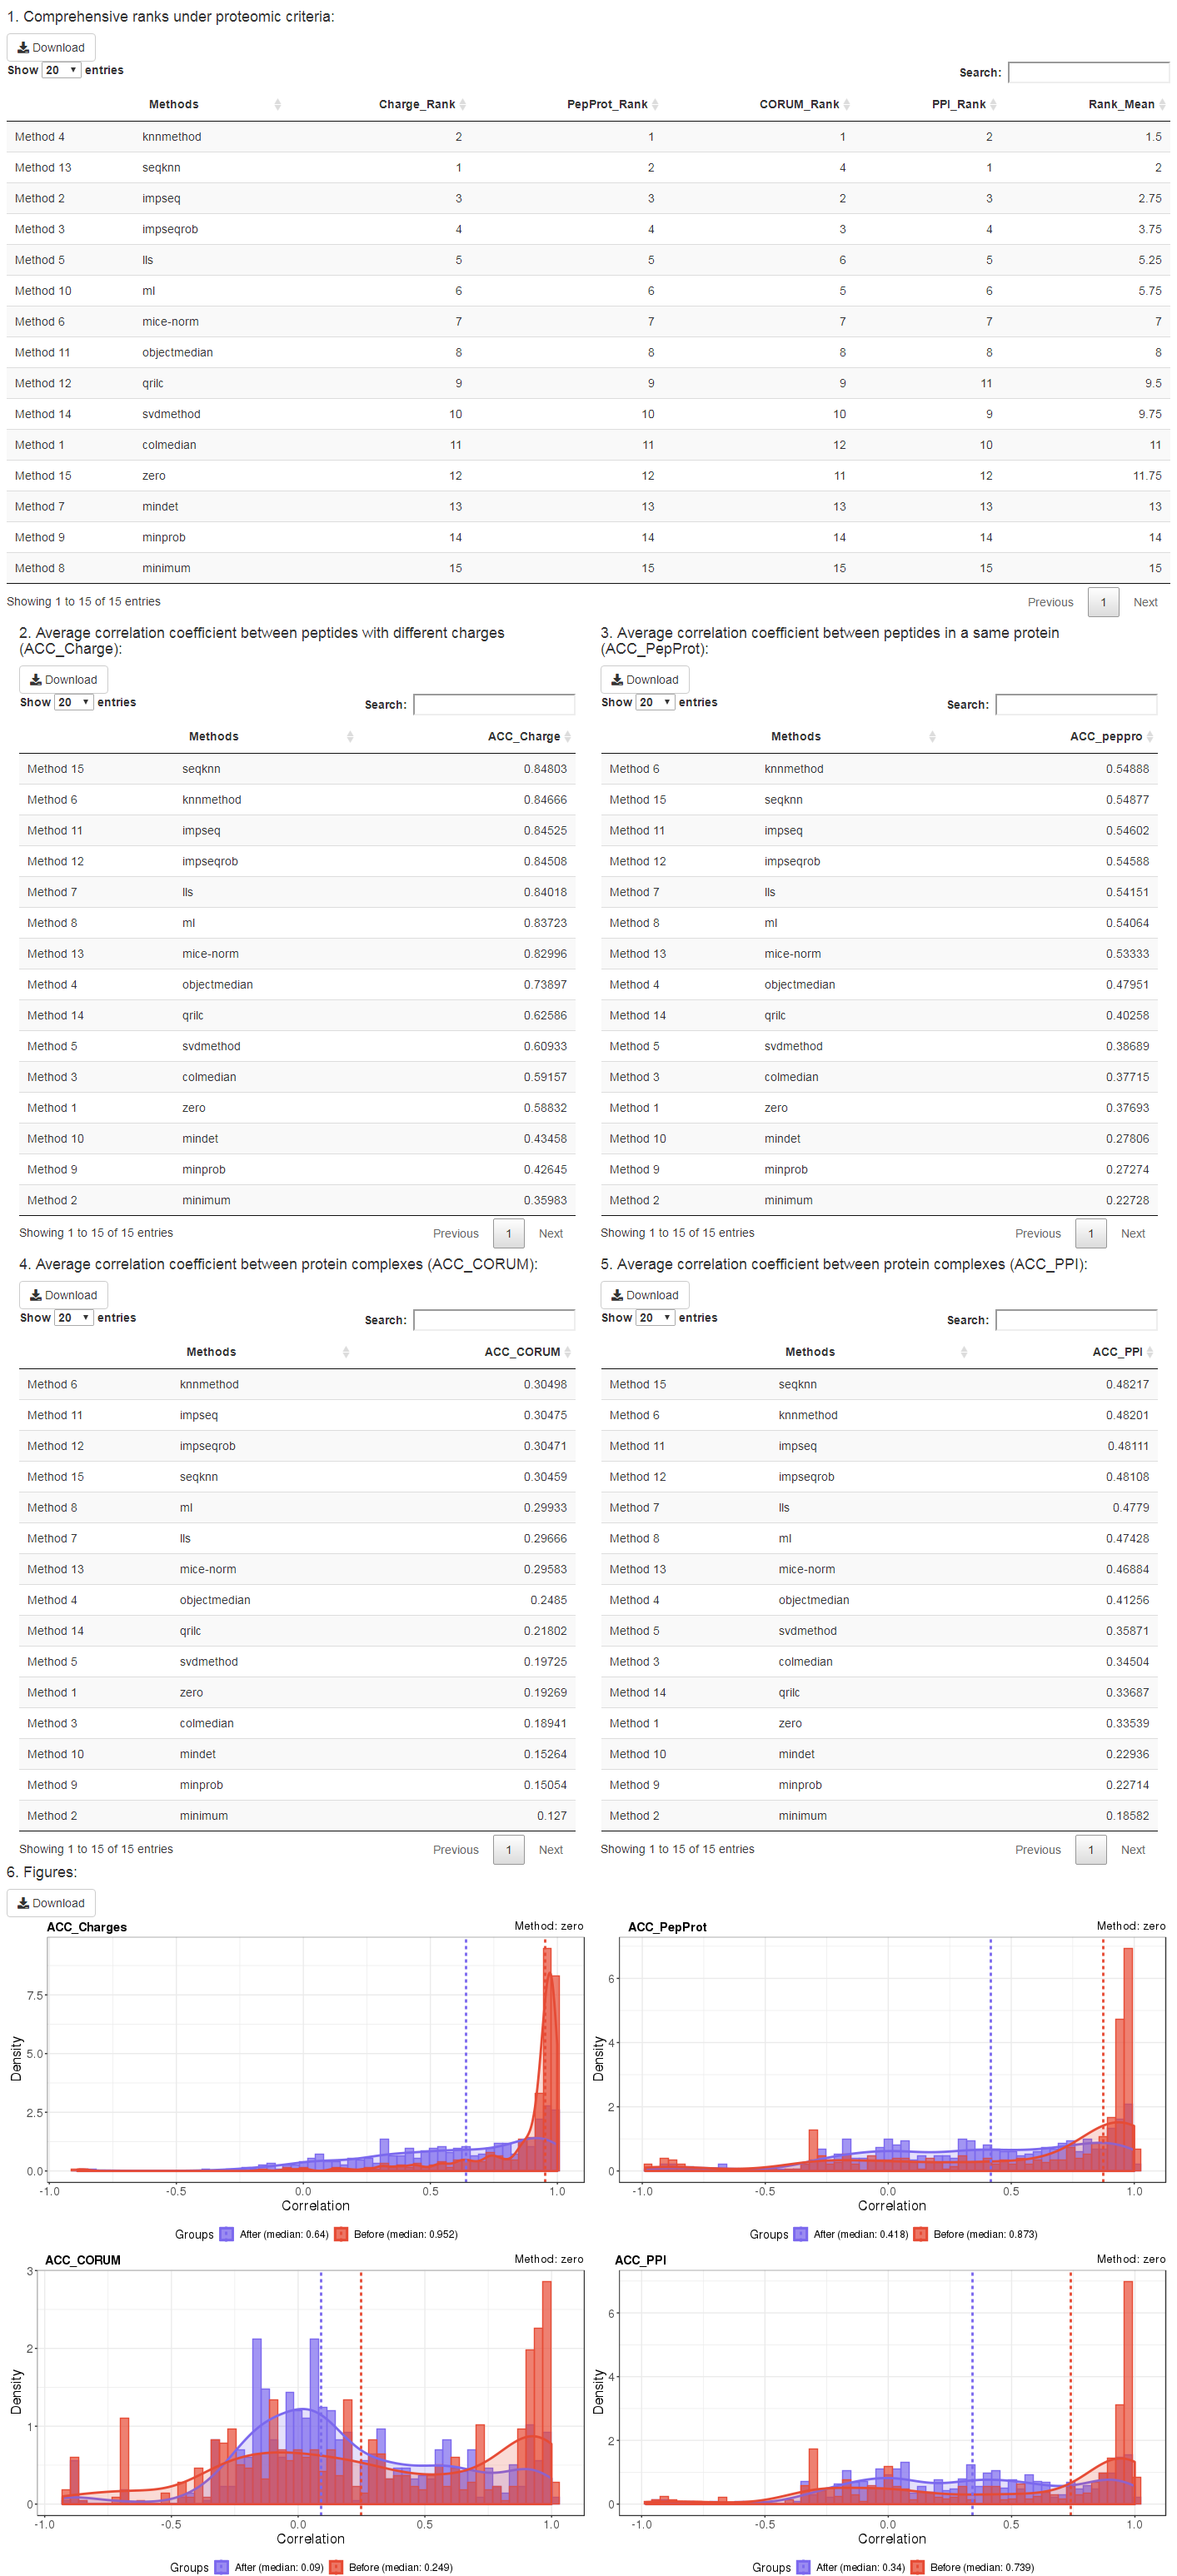 1. Comprehensive ranks under proteomic criteria:
Download
Show 20 entries
Search:
Methods Charge_Rank PepProt_Rank CORUM_Rank PPI_Rank Rank_Mean
Method 4 knnmethod 2 1 1 2 1.5
Method 13 seqknn 1 2 4 1 2
Method 2 impseq 3 3 2 3 2.75
Method 3 impseqrob 4 4 3 4 3.75
Method 5 lls 5 5 6 5 5.25
Method 10 ml 6 6 5 6 5.75
Method 6 mice-norm 7 7 7 7 7
Method 11 objectmedian 8 8 8 8 8
Method 12 qrilc 9 9 9 11 9.5
Method 14 svdmethod 10 10 10 9 9.75
Method 1 colmedian 11 11 12 10 11
Method 15 zero 12 12 11 12 11.75
Method 7 mindet 13 13 13 13 13
Method 9 minprob 14 14 14 14 14
Method 8 minimum 15 15 15 15 15
Showing 1 to 15 of 15 entries
Previous 1 Next
2. Average correlation coefficient between peptides with different charges
(ACC_Charge):
Download
Show 20 entries
Search:
Methods ACC_Charge
Method 15 seqknn 0.84803
Method 6 knnmethod 0.84666
Method 11 impseq 0.84525
Method 12 impseqrob 0.84508
Method 7 lls 0.84018
Method 8 ml 0.83723
Method 13 mice-norm 0.82996
Method 4 objectmedian 0.73897
Method 14 qrilc 0.62586
Method 5 svdmethod 0.60933
Method 3 colmedian 0.59157
Method 1 zero 0.58832
Method 10 mindet 0.43458
Method 9 minprob 0.42645
Method 2 minimum 0.35983
Showing 1 to 15 of 15 entries
Previous 1 Next
3. Average correlation coefficient between peptides in a same protein
(ACC_PepProt):
Download
Show 20 entries
Search:
Methods ACC_peppro
Method 6 knnmethod 0.54888
Method 15 seqknn 0.54877
Method 11 impseq 0.54602
Method 12 impseqrob 0.54588
Method 7 lls 0.54151
Method 8 ml 0.54064
Method 13 mice-norm 0.53333
Method 4 objectmedian 0.47951
Method 14 qrilc 0.40258
Method 5 svdmethod 0.38689
Method 3 colmedian 0.37715
Method 1 zero 0.37693
Method 10 mindet 0.27806
Method 9 minprob 0.27274
Method 2 minimum 0.22728
Showing 1 to 15 of 15 entries
Previous 1 Next
4. Average correlation coefficient between protein complexes (ACC_CORUM):
Download
Show 20 entries
Search:
Methods ACC_CORUM
Method 6 knnmethod 0.30498
Method 11 impseq 0.30475
Method 12 impseqrob 0.30471
Method 15 seqknn 0.30459
Method 8 ml 0.29933
Method 7 lls 0.29666
Method 13 mice-norm 0.29583
Method 4 objectmedian 0.2485
Method 14 qrilc 0.21802
Method 5 svdmethod 0.19725
Method 1 zero 0.19269
Method 3 colmedian 0.18941
Method 10 mindet 0.15264
Method 9 minprob 0.15054
Method 2 minimum 0.127
Showing 1 to 15 of 15 entries
Previous 1 Next
5. Average correlation coefficient between protein complexes (ACC_PPI):
Download
Show 20 entries
Search:
Methods ACC_PPI
Method 15 seqknn 0.48217
Method 6 knnmethod 0.48201
Method 11 impseq 0.48111
Method 12 impseqrob 0.48108
Method 7 lls 0.4779
Method 8 ml 0.47428
Method 13 mice-norm 0.46884
Method 4 objectmedian 0.41256
Method 5 svdmethod 0.35871
Method 3 colmedian 0.34504
Method 14 qrilc 0.33687
Method 1 zero 0.33539
Method 10 mindet 0.22936
Method 9 minprob 0.22714
Method 2 minimum 0.18582
Showing 1 to 15 of 15 entries
Previous 1 Next
6. Figures:
Download
ACC_Charges Method: zero
7.5
5.0
2.5
0.0
Density
-1.0 -0.5 0.0 0.5 1.0
Correlation
Groups After (median: 0.64) Before (median: 0.952)
ACC_PepProt Method: zero
6
4
2
0
Density
-1.0 -0.5 0.0 0.5 1.0
Correlation
Groups After (median: 0.418) Before (median: 0.873)
ACC_CORUM Method: zero
3
2
1
0
Density
-1.0 -0.5 0.0 0.5 1.0
Correlation
Groups After (median: 0.09) Before (median: 0.249)
ACC_PPI Method: zero
6
4
2
0
Density
-1.0 -0.5 0.0 0.5 1.0
Correlation
Groups After (median: 0.34) Before (median: 0.739)